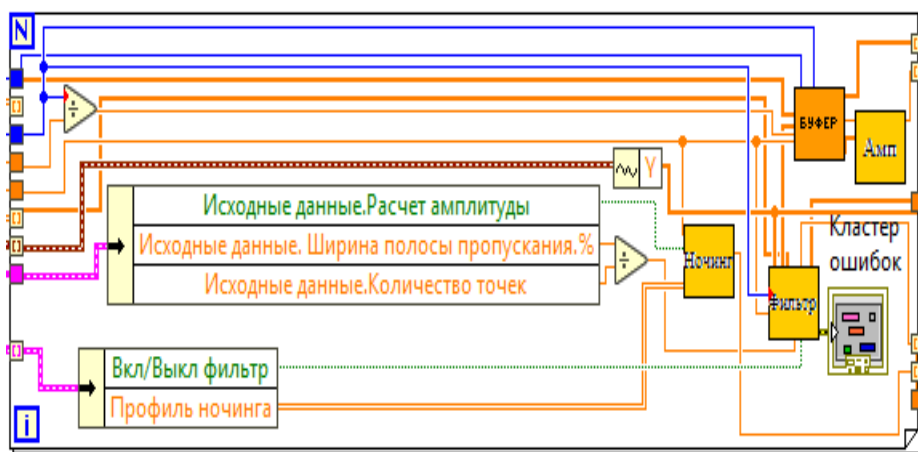 N
÷
БУФЕР
Амп
Y
Исходные данные.Расчет амплитуды
Исходные данные. Ширина полосы пропускания.%
Исходные данные.Количество точек
÷
Ночинг
Кластер
ошибок
Фильтр
Вкл/Выкл фильтр
Профиль ночинга
i